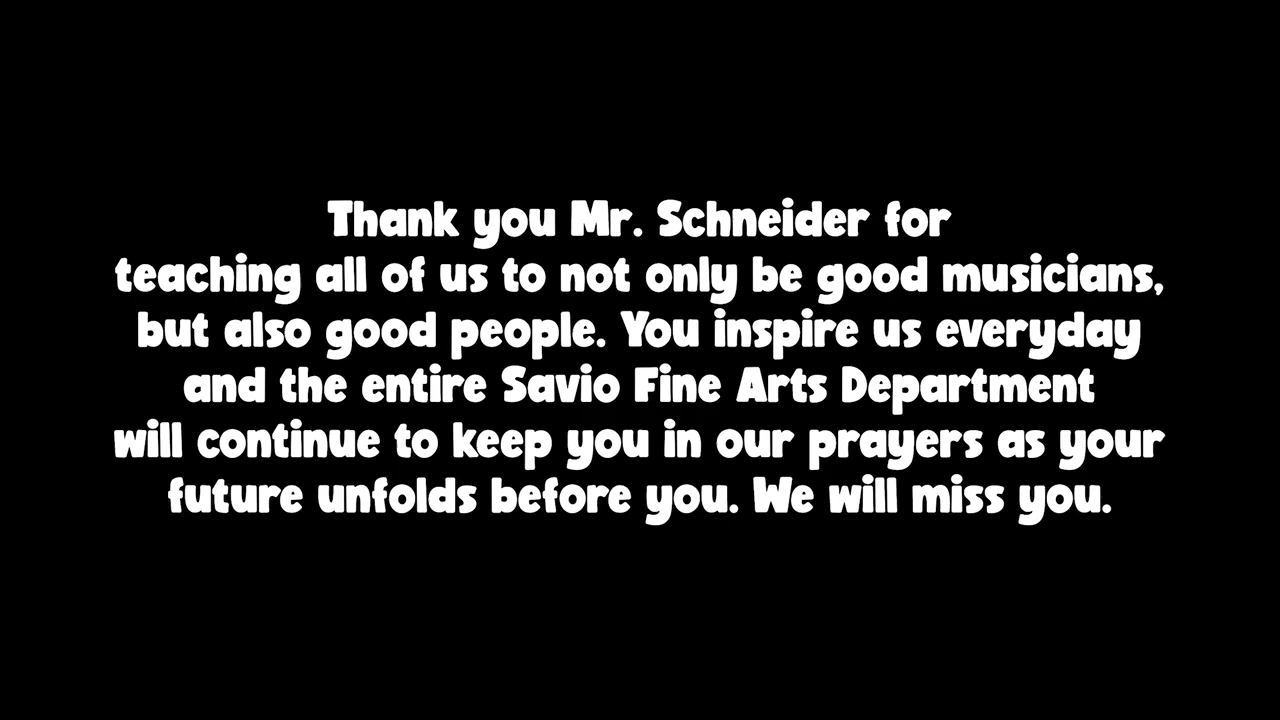 Thank you Mr. Schneider for
teaching all of us to not only be good musicians,
but also good people. You inspire us everyday
and the entire Savio Fine Arts Department
will continue to keep you in our prayers as your
future unfolds before you. We will miss you.